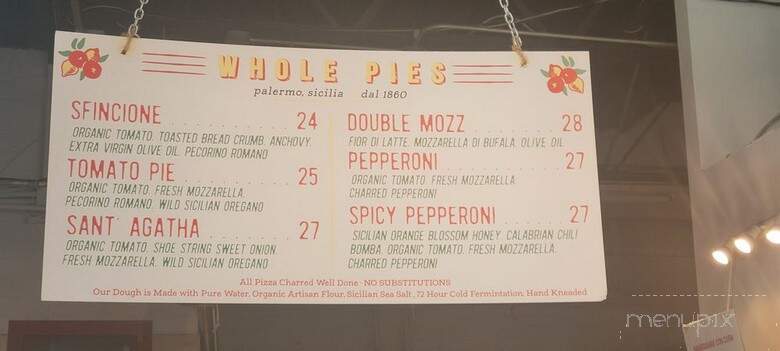 WHOLE PIES
palermo, sicilia dal 1860
SFINCIONE 24
ORGANIC TOMATO. TOASTED BREAD CRUMB. ANCHOVY.
EXTRA VIRGIN OLIVE OIL. PECORINO ROMANO
TOMATO PIE 25
ORGANIC TOMATO. FRESH MOZZARELLA.
PECORINO ROMANO. WILD SICILIAN OREGANO
SANT' AGATHA 27
ORGANIC TOMATO. SHOE STRING SWEET ONION.
FRESH MOZZARELLA. WILD SICILIAN OREGANO
DOUBLE MOZZ 28
FIOR DI LATTE. MOZZARELLA DI BUFALA. OLIVE OIL
PEPPERONI 27
ORGANIC TOMATO. FRESH MOZZARELLA.
CHARRED PEPPERONI
SPICY PEPPERONI 27
SICILIAN ORANGE BLOSSOM HONEY. CALABRIAN CHILI
BOMBA. ORGANIC TOMATO. FRESH MOZZARELLA.
CHARRED PEPPERONI
All Pizza Charred Well Done - NO SUBSTITUTIONS
Our Dough is Made with Pure Water, Organic Artisan Flour, Sicilian Sea Salt, 72 Hour Cold Fermintation, Hand Kneaded
menupix